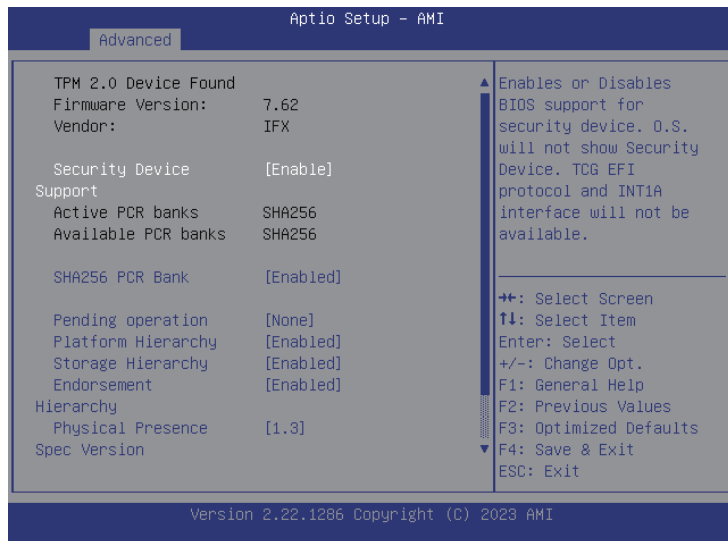 Aptio Setup - AMI
Advanced
TPM 2.0 Device Found
Firmware Version: 7.62
Vendor: IFX
Security Device [Enable]
Support
Active PCR banks SHA256
Available PCR banks SHA256
SHA256 PCR Bank [Enabled]
Pending operation [None]
Platform Hierarchy [Enabled]
Storage Hierarchy [Enabled]
Endorsement [Enabled]
Hierarchy
Physical Presence [1.3]
Spec Version
Enables or Disables
BIOS support for
security device. O.S.
will not show Security
Device. TCG EFI
protocol and INT1A
interface will not be
available.
→←: Select Screen
↑↓: Select Item
Enter: Select
+/-: Change Opt.
F1: General Help
F2: Previous Values
F3: Optimized Defaults
F4: Save & Exit
ESC: Exit
Version 2.22.1286 Copyright (C) 2023 AMI